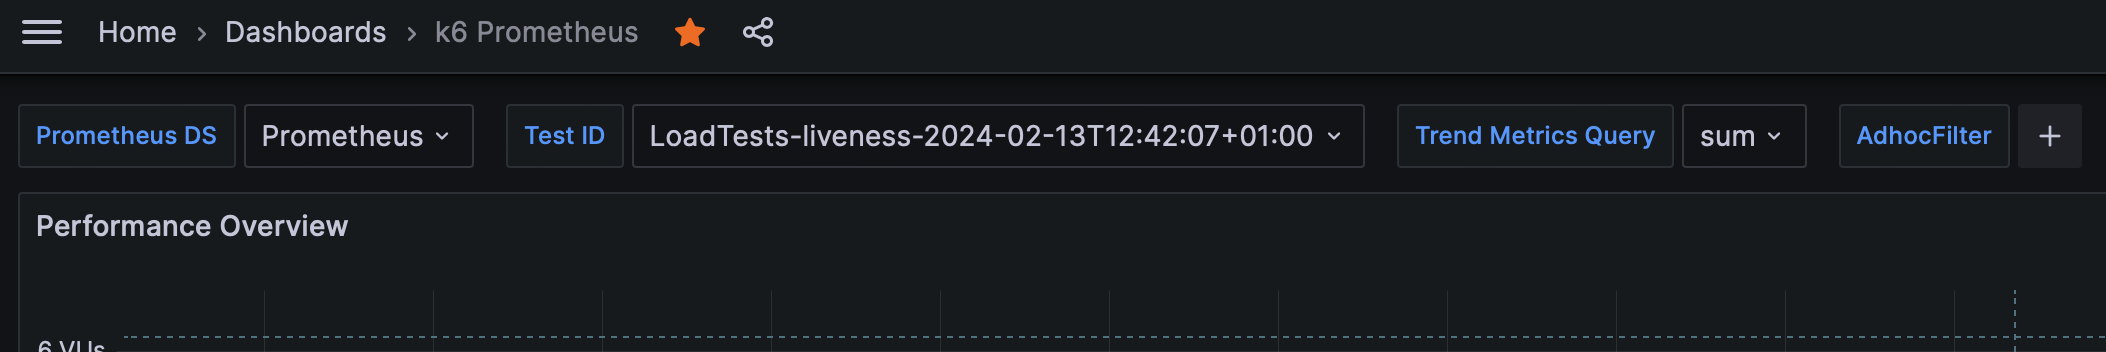 Home > Dashboards > k6 Prometheus
Prometheus DS Prometheus Test ID LoadTests-liveness-2024-02-13T12:42:07+01:00 Trend Metrics Query sum AdhocFilter +
Performance Overview
6 VUs